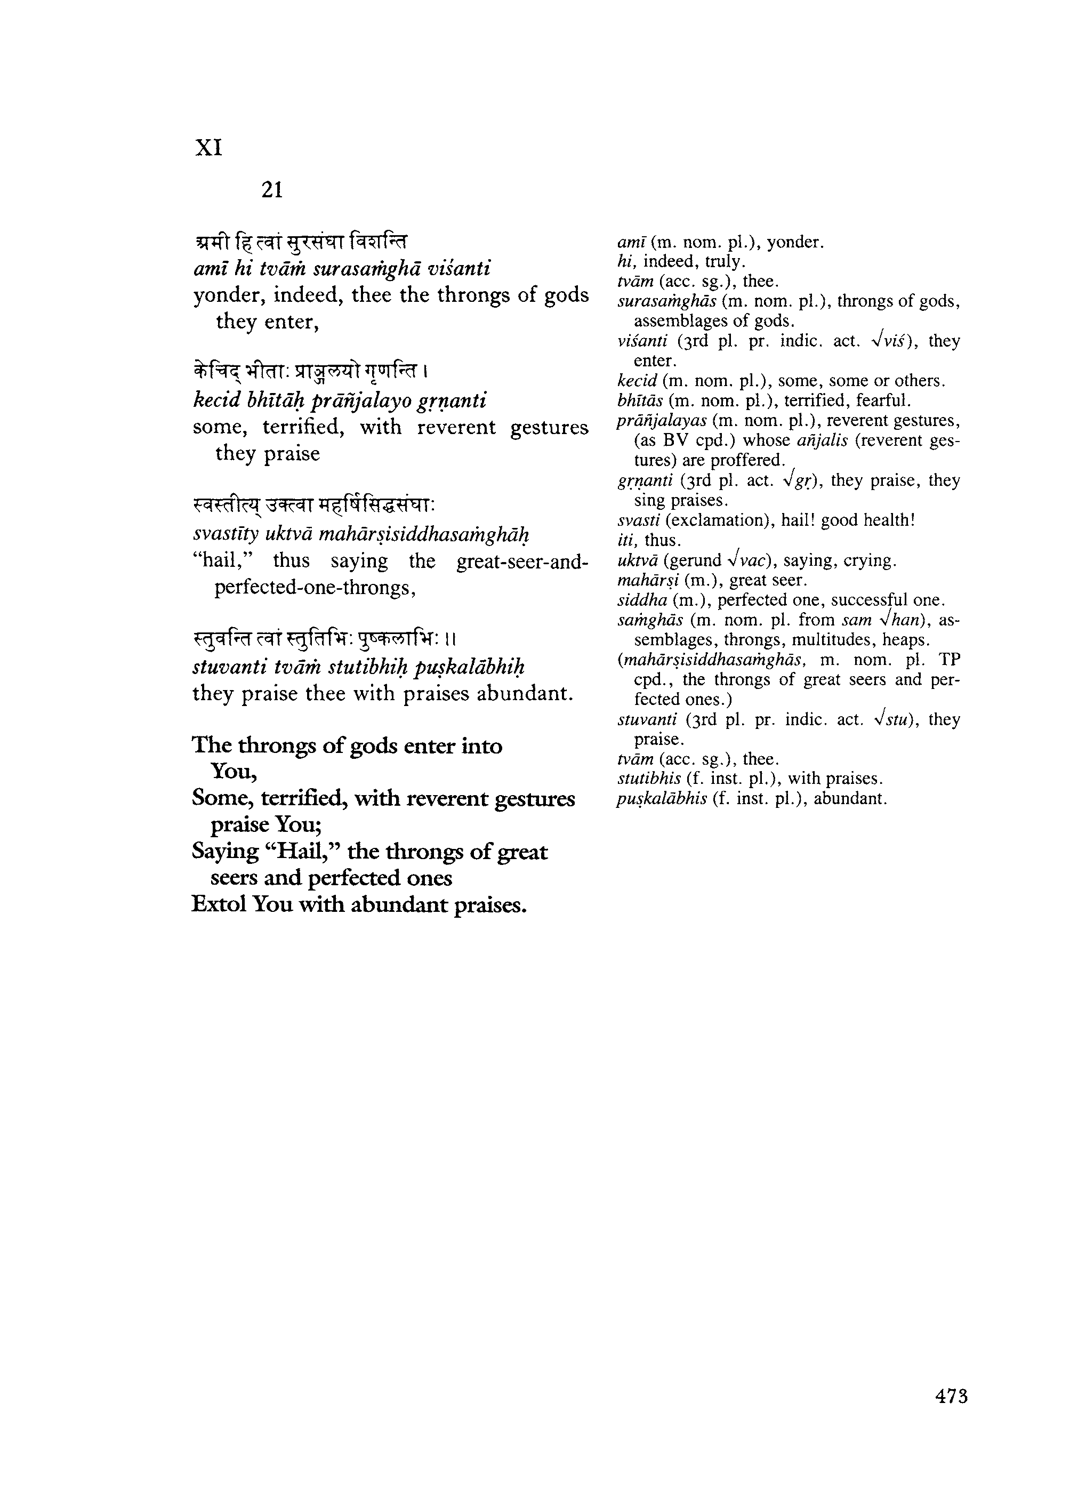 XI
21
अमी हि त्वां सुरसंघा विशन्ति
amī hi tvāṁ surasaṁghā viśanti
yonder, indeed, thee the throngs of gods
they enter,
केचिद् भीताः प्राञ्जलयो गृणन्ति ।
kecid bhītāḥ prāñjalayo gṛṇanti
some, terrified, with reverent gestures
they praise
स्वस्तीत्य् उक्त्वा महर्षिसिद्धसंघाः
svastīty uktvā mahārṣisiddhasaṁghāḥ
“hail,” thus saying the great-seer-and-
perfected-one-throngs,
स्तुवन्ति त्वां स्तुतिभिः पुष्कलाभिः ।।
stuvanti tvāṁ stutibhiḥ puṣkalābhiḥ
they praise thee with praises abundant.
The throngs of gods enter into
You,
Some, terrified, with reverent gestures
praise You;
Saying “Hail,” the throngs of great
seers and perfected ones
Extol You with abundant praises.
amī (m. nom. pl.), yonder.
hi, indeed, truly.
tvām (acc. sg.), thee.
surasaṁghās (m. nom. pl.), throngs of gods,
assemblages of gods.
viśanti (3rd pl. pr. indic. act. √viś), they
enter.
kecid (m. nom. pl.), some, some or others.
bhītās (m. nom. pl.), terrified, fearful.
prāñjalayas (m. nom. pl.), reverent gestures,
(as BV cpd.) whose añjalis (reverent ges-
tures) are proffered.
gṛṇanti (3rd pl. act. √gṛ), they praise, they
sing praises.
svasti (exclamation), hail! good health!
iti, thus.
uktvā (gerund √vac), saying, crying.
mahārṣi (m.), great seer.
siddha (m.), perfected one, successful one.
saṁghās (m. nom. pl. from sam √han), as-
semblages, throngs, multitudes, heaps.
(mahārṣisiddhasaṁghās, m. nom. pl. TP
cpd., the throngs of great seers and per-
fected ones.)
stuvanti (3rd pl. pr. indic. act. √stu), they
praise.
tvām (acc. sg.), thee.
stutibhis (f. inst. pl.), with praises.
puṣkalābhis (f. inst. pl.), abundant.
473